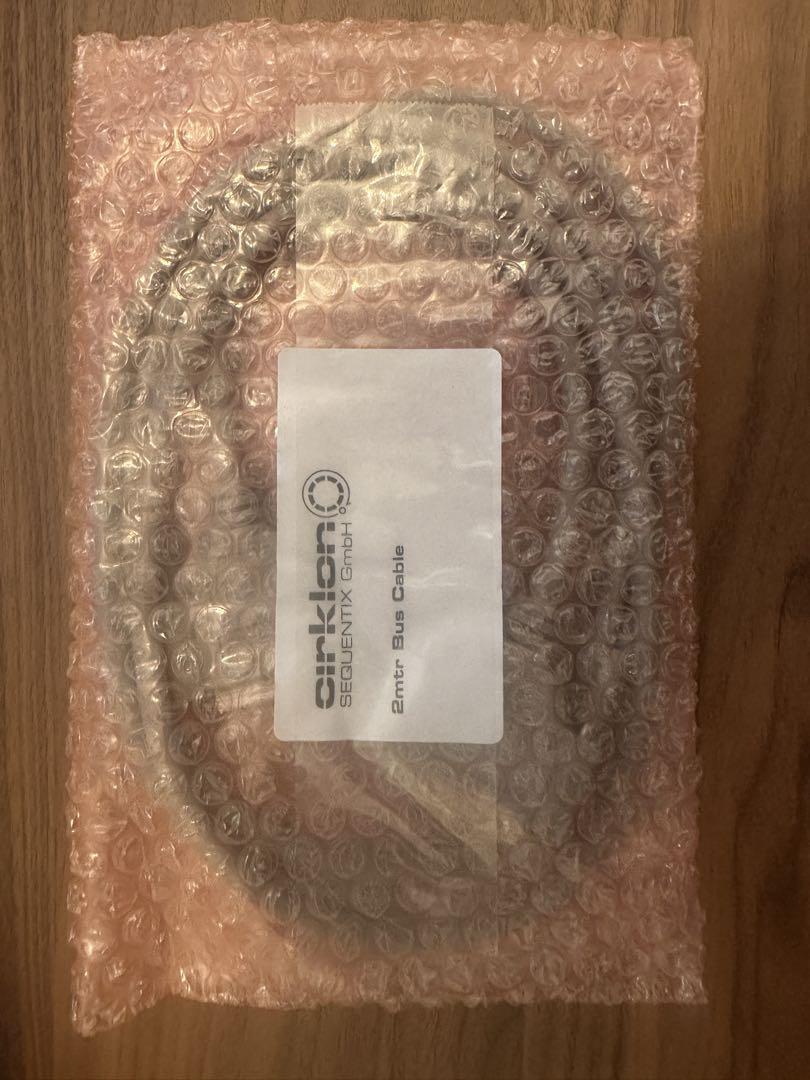 cirklon
SEQUENTIX GmbH
2mtr Bus Cable